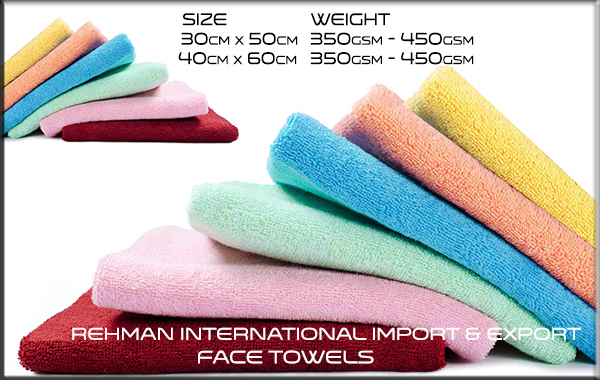 SIZE WEIGHT
30cm x 50cm 350gsm - 450gsm
40cm x 60cm 350gsm - 450gsm
REHMAN INTERNATIONAL IMPORT & EXPORT
FACE TOWELS